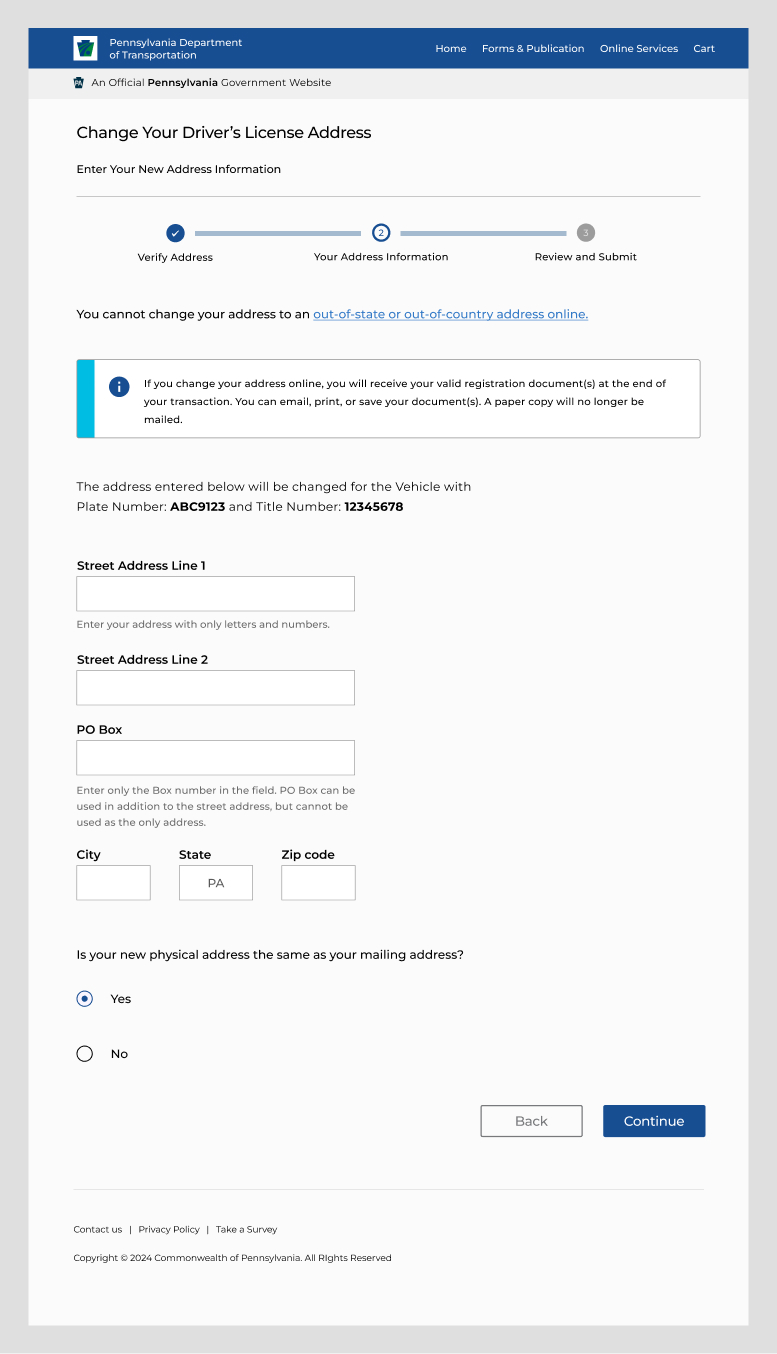 Pennsylvania Department
of Transportation
Home Forms & Publication Online Services Cart
PA An Official Pennsylvania Government Website
Change Your Driver's License Address
Enter Your New Address Information
2
3
Verify Address Your Address Information Review and Submit
You cannot change your address to an out-of-state or out-of-country address online.
If you change your address online, you will receive your valid registration document(s) at the end of
your transaction. You can email, print, or save your document(s). A paper copy will no longer be
mailed.
The address entered below will be changed for the Vehicle with
Plate Number: ABC9123 and Title Number: 12345678
Street Address Line 1
Enter your address with only letters and numbers.
Street Address Line 2
PO Box
Enter only the Box number in the field. PO Box can be
used in addition to the street address, but cannot be
used as the only address.
City State Zip code
PA
Is your new physical address the same as your mailing address?
Yes
No
Back Continue
Contact us | Privacy Policy | Take a Survey
Copyright © 2024 Commonwealth of Pennsylvania. All RIghts Reserved